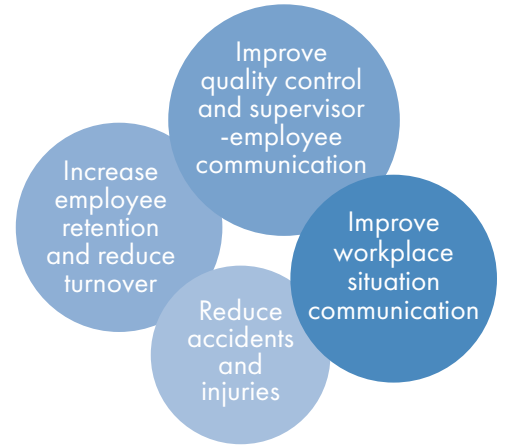 Improve
quality control
and supervisor
-employee
communication
Increase
employee
retention
and reduce
turnover
Improve
workplace
situation
communication
Reduce
accidents
and
injuries